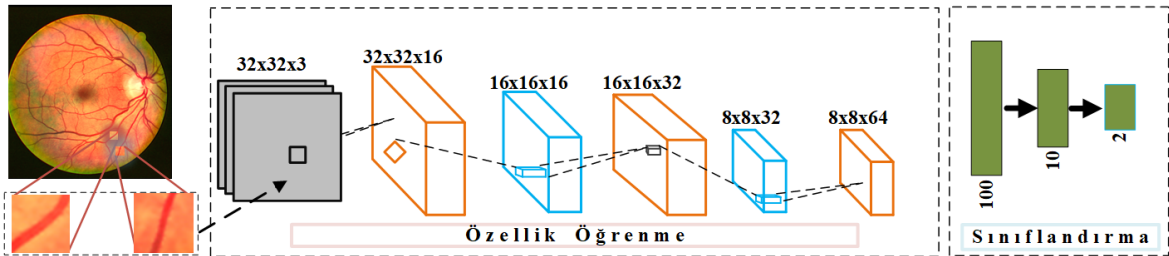 32x32x3
32x32x16
16x16x16
16x16x32
8x8x32
8x8x64
100
10
2
Özellik Öğrenme
Sınıflandırma